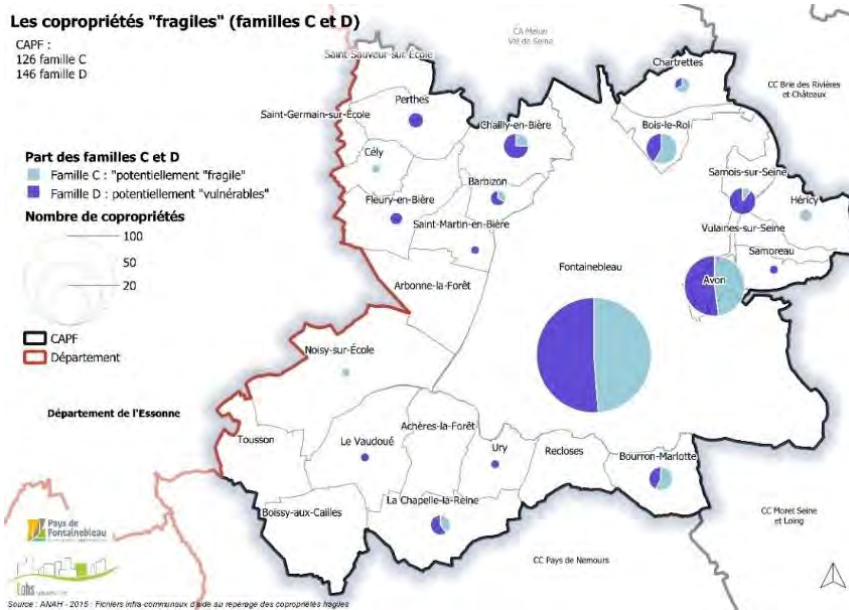 Les copropriétés "fragiles" (familles C et D)
CAPF :
126 famille C
146 famille D
Part des familles C et D
Famille C : "potentiellement "fragile"
Famille D : potentiellement "vulnérables"
Nombre de copropriétés
100
50
20
CAPF
Département
Département de l'Essonne
CA Melun
Val de Seine
CC Brie des Rivières
et Châteaux
CC Moret Seine
et Loing
CC Pays de Nemours
Saint-Sauveur-sur-École
Chartrettes
Perthes
Saint-Germain-sur-École
Chailly-en-Bière
Bois-le-Roi
Cély
Barbizon
Samois-sur-Seine
Héricy
Fleury-en-Bière
Saint-Martin-en-Bière
Vulaines-sur-Seine
Samoreau
Fontainebleau
Avon
Arbonne-la-Forêt
Noisy-sur-École
Achères-la-Forêt
Tousson
Le Vaudoué
Ury
Recloses
Bourron-Marlotte
La Chapelle-la-Reine
Boissy-aux-Cailles
Pays de
Fontainebleau
Source : ANAH - 2015 : Fichiers infra-communaux d'aide au repérage des copropriétés fragiles